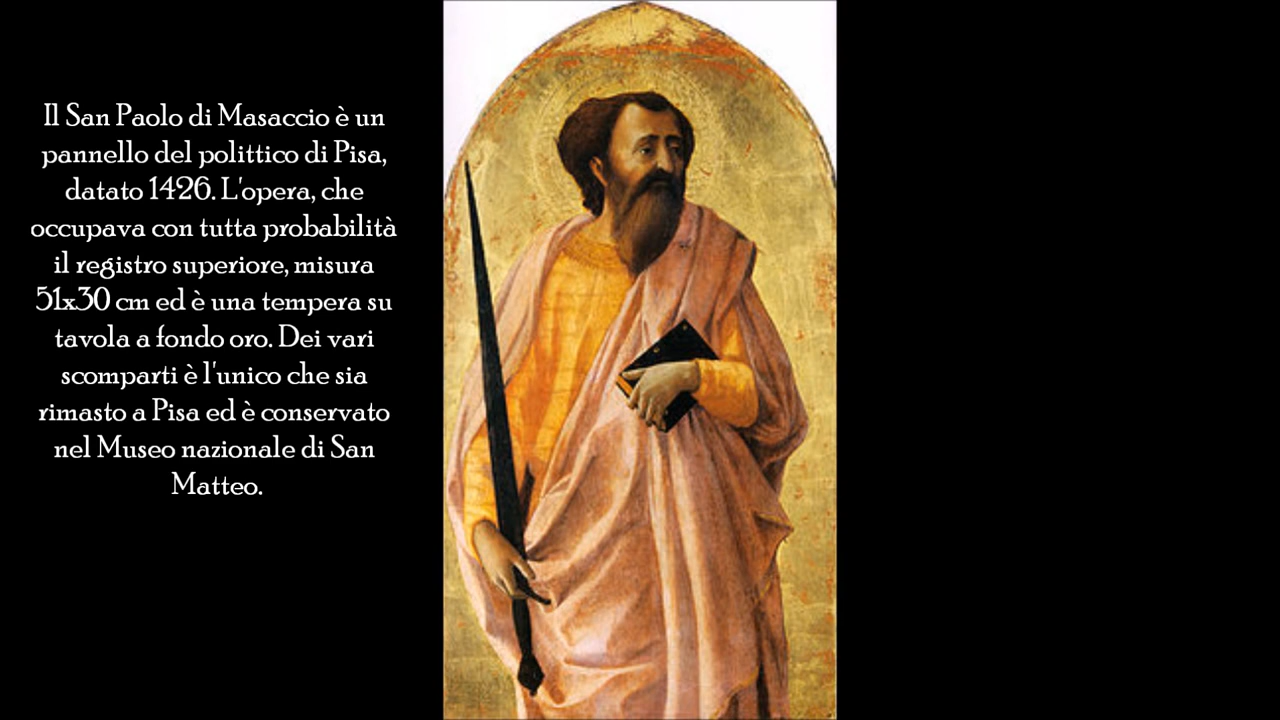 Il San Paolo di Masaccio è un
pannello del polittico di Pisa,
datato 1426. L'opera, che
occupava con tutta probabilità
il registro superiore, misura
51x30 cm ed è una tempera su
tavola a fondo oro. Dei vari
scomparti è l'unico che sia
rimasto a Pisa ed è conservato
nel Museo nazionale di San
Matteo.